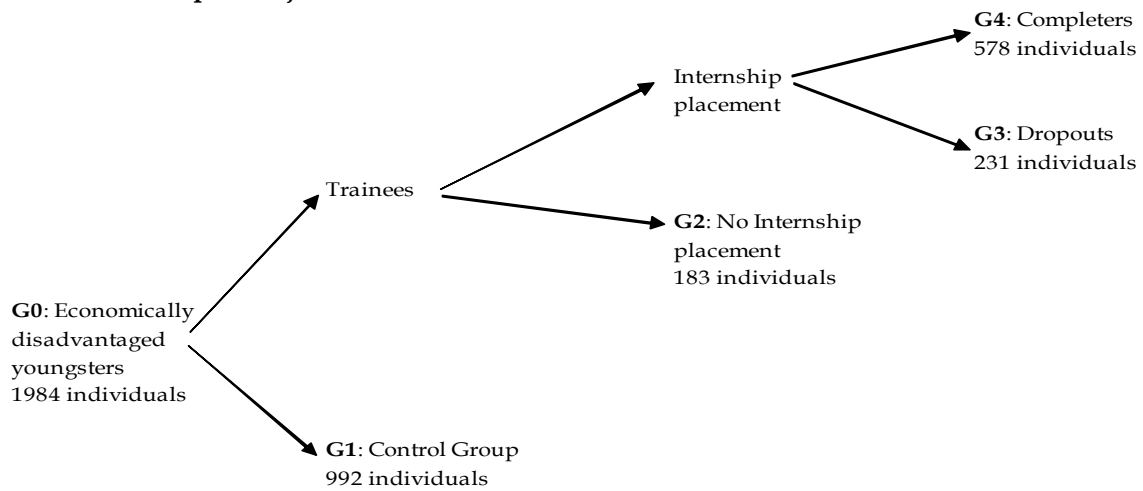 G4: Completers
578 individuals
Internship
placement
G3: Dropouts
231 individuals
Trainees
G2: No Internship
placement
183 individuals
G0: Economically
disadvantaged
youngsters
1984 individuals
G1: Control Group
992 individuals